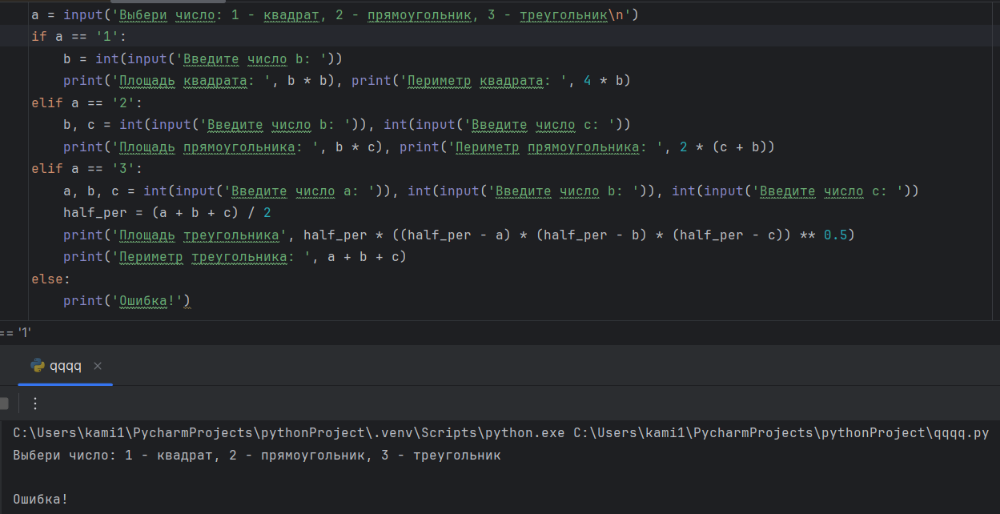 a = input('Выбери число: 1 - квадрат, 2 - прямоугольник, 3 - треугольник\n')
if a == '1':
    b = int(input('Введите число b: '))
    print('Площадь квадрата: ', b * b), print('Периметр квадрата: ', 4 * b)
elif a == '2':
    b, c = int(input('Введите число b: ')), int(input('Введите число c: '))
    print('Площадь прямоугольника: ', b * c), print('Периметр прямоугольника: ', 2 * (c + b))
elif a == '3':
    a, b, c = int(input('Введите число a: ')), int(input('Введите число b: ')), int(input('Введите число c: '))
    half_per = (a + b + c) / 2
    print('Площадь треугольника', half_per * ((half_per - a) * (half_per - b) * (half_per - c)) ** 0.5)
    print('Периметр треугольника: ', a + b + c)
else:
    print('Ошибка!')
== '1'
qqqq
C:\Users\kami1\PycharmProjects\pythonProject\.venv\Scripts\python.exe C:\Users\kami1\PycharmProjects\pythonProject\qqqq.py
Выбери число: 1 - квадрат, 2 - прямоугольник, 3 - треугольник
Ошибка!